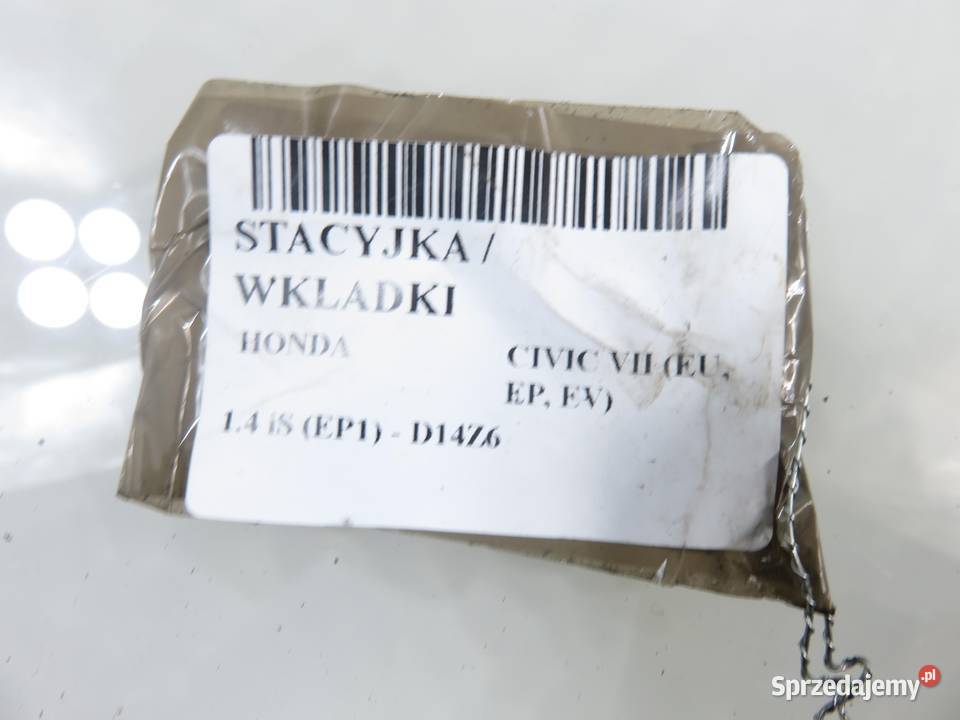 STACYJKA /
WKLADKI
HONDA
CIVIC VII (EU,
EP, EV)
1.4 iS (EP1) - D14Z6
Sprzedajemy.pl